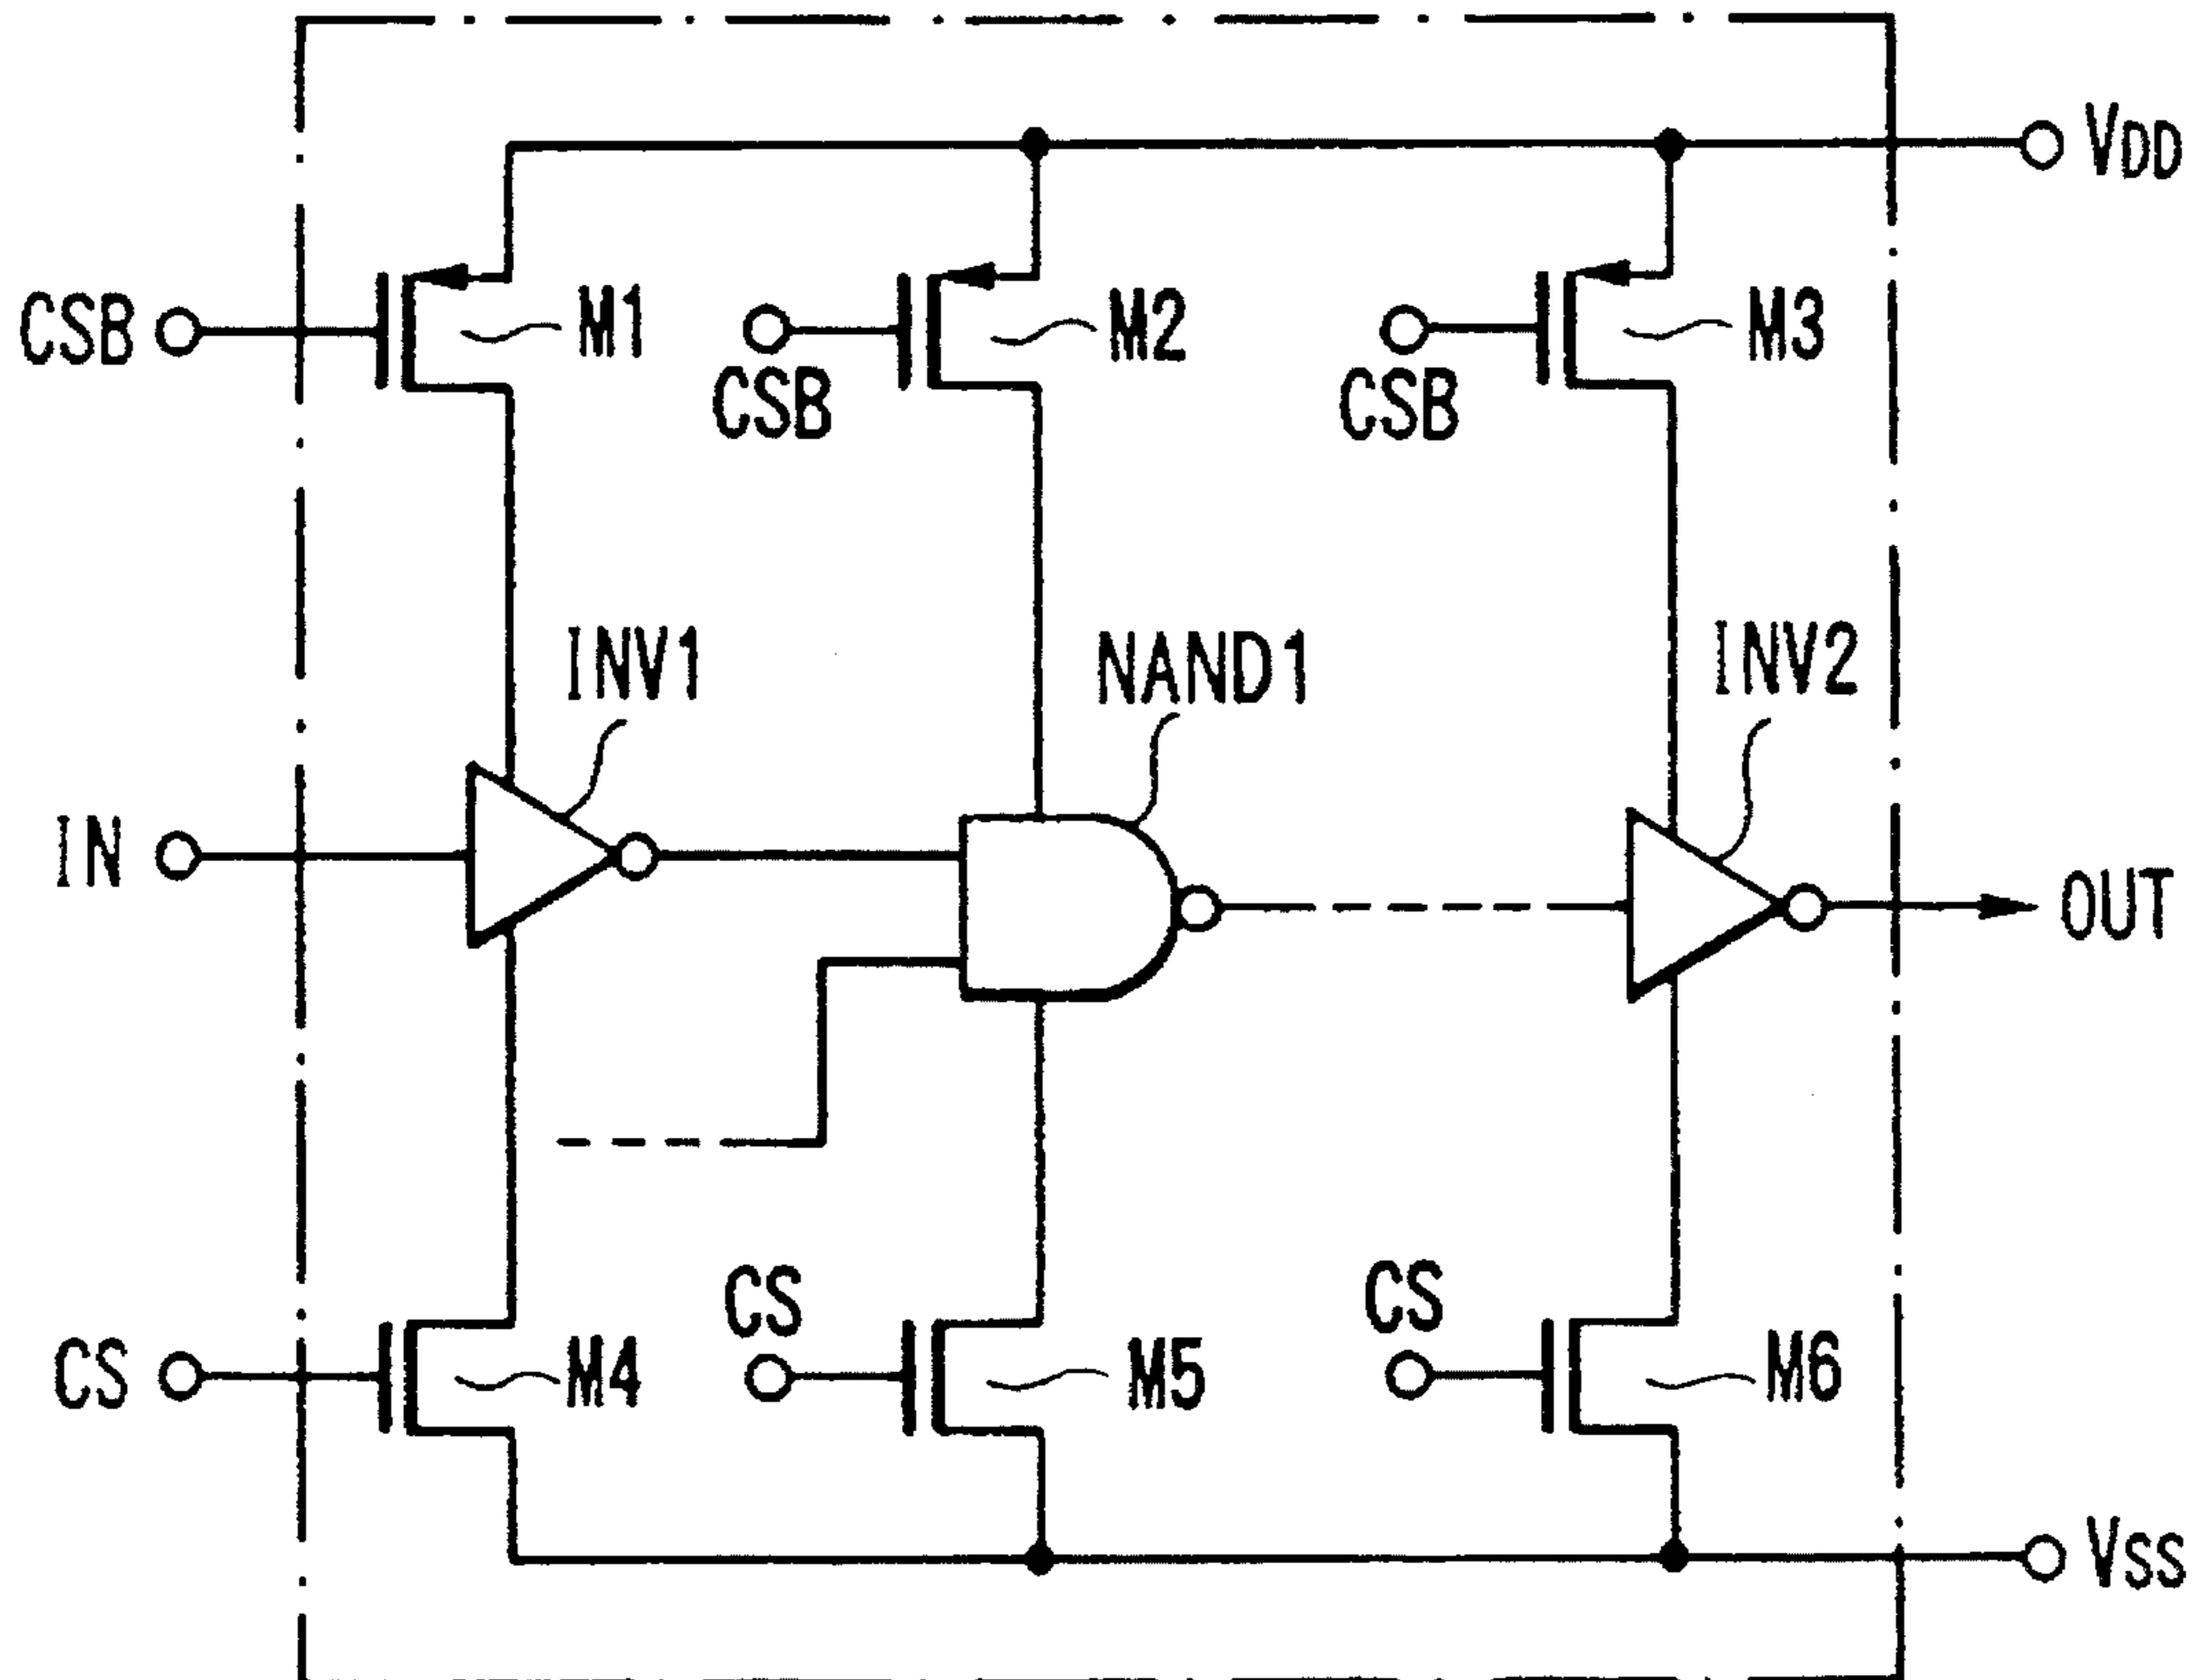 VDD
CSB
M1
CSB
M2
CSB
M3
INV1
NAND1
INV2
IN
OUT
CS
M4
CS
M5
CS
M6
VSS